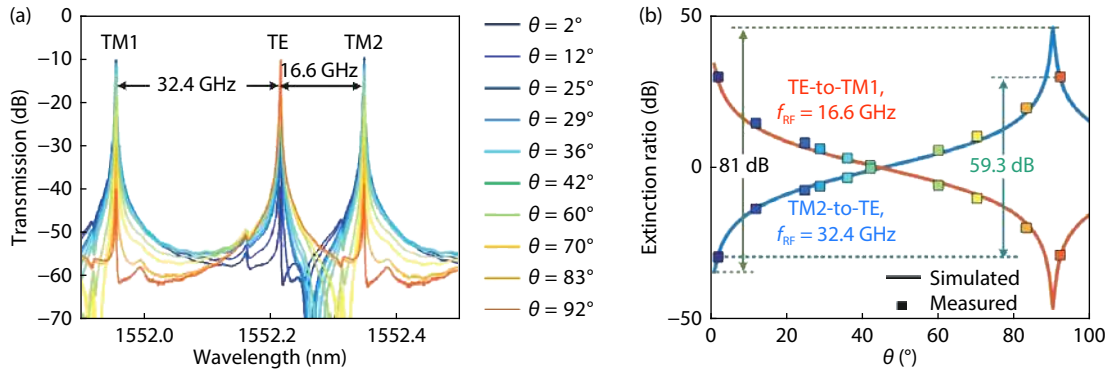 (a)
Transmission (dB)
0
−10
−20
−30
−40
−50
−60
−70
TM1
TE
TM2
32.4 GHz
16.6 GHz
1552.0
1552.2
1552.4
Wavelength (nm)
θ = 2°
θ = 12°
θ = 25°
θ = 29°
θ = 36°
θ = 42°
θ = 60°
θ = 70°
θ = 83°
θ = 92°
(b)
Extinction ratio (dB)
50
0
−50
TE-to-TM1,
f_RF = 16.6 GHz
81 dB
59.3 dB
TM2-to-TE,
f_RF = 32.4 GHz
Simulated
Measured
0
20
40
60
80
100
θ (°)